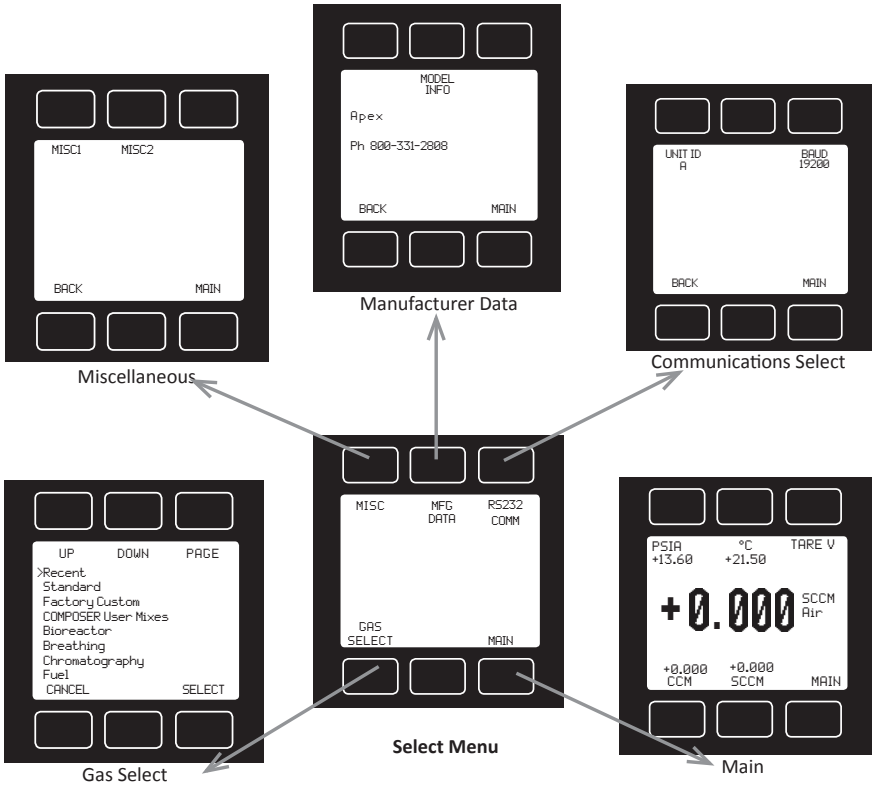 MODEL
INFO
Apex
Ph 800-331-2808
BACK MAIN
Manufacturer Data
MISC1 MISC2
BACK MAIN
Miscellaneous
UNIT ID BAUD
A 19200
BACK MAIN
Communications Select
MISC MFG RS232
DATA COMM
GAS
SELECT MAIN
Select Menu
UP DOWN PAGE
>Recent
Standard
Factory Custom
COMPOSER User Mixes
Bioreactor
Breathing
Chromatography
Fuel
CANCEL SELECT
Gas Select
PSIA °C TARE V
+13.60 +21.50
+0.000 SCCM
Air
+0.000 +0.000
CCM SCCM MAIN
Main